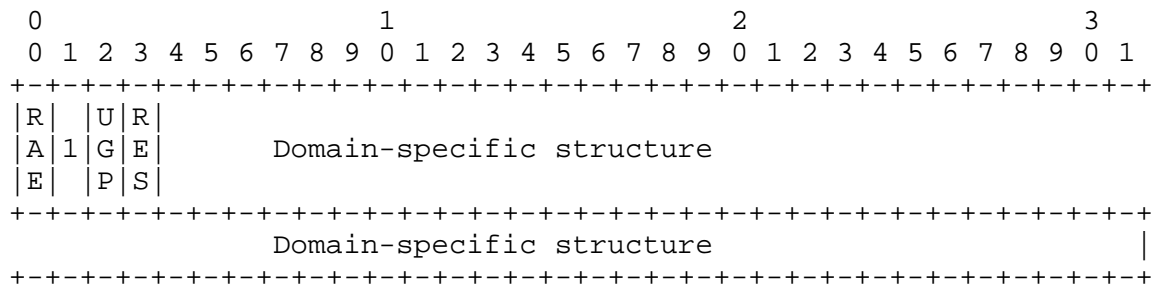 0                   1                   2                   3
 0 1 2 3 4 5 6 7 8 9 0 1 2 3 4 5 6 7 8 9 0 1 2 3 4 5 6 7 8 9 0 1
+-+-+-+-+-+-+-+-+-+-+-+-+-+-+-+-+-+-+-+-+-+-+-+-+-+-+-+-+-+-+-+-+
|R| |U|R|
|A|1|G|E|      Domain-specific structure
|E| |P|S|
+-+-+-+-+-+-+-+-+-+-+-+-+-+-+-+-+-+-+-+-+-+-+-+-+-+-+-+-+-+-+-+-+
               Domain-specific structure                       |
+-+-+-+-+-+-+-+-+-+-+-+-+-+-+-+-+-+-+-+-+-+-+-+-+-+-+-+-+-+-+-+-+